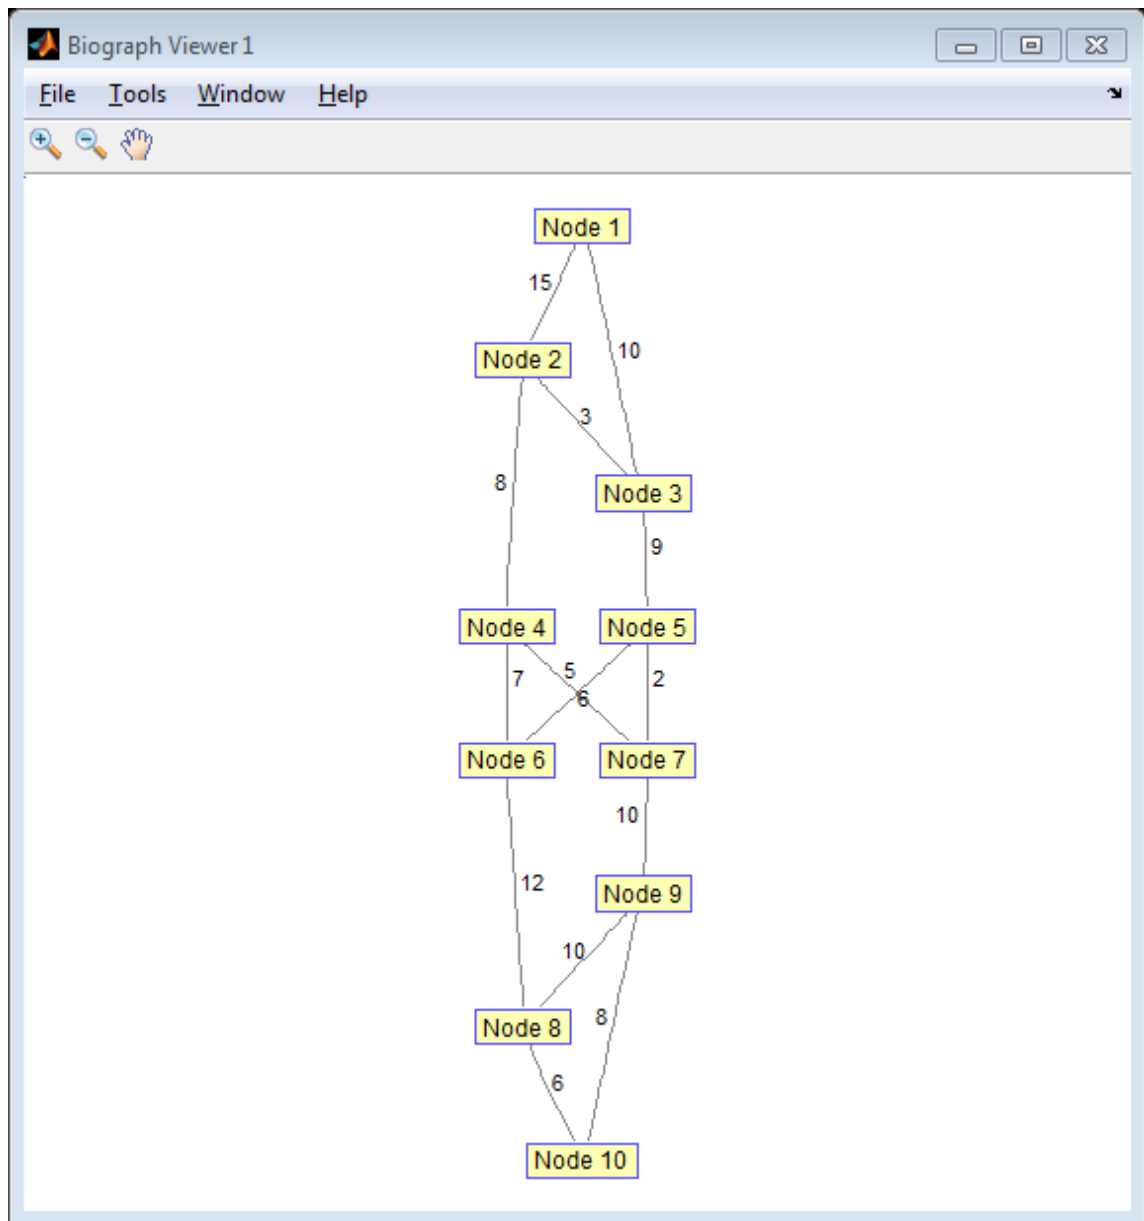 Biograph Viewer 1
File Tools Window Help
Node 1
15
10
Node 2
3
8
Node 3
9
Node 4 Node 5
5
7 2
6
Node 6 Node 7
10
12
Node 9
10
8
Node 8
6
Node 10